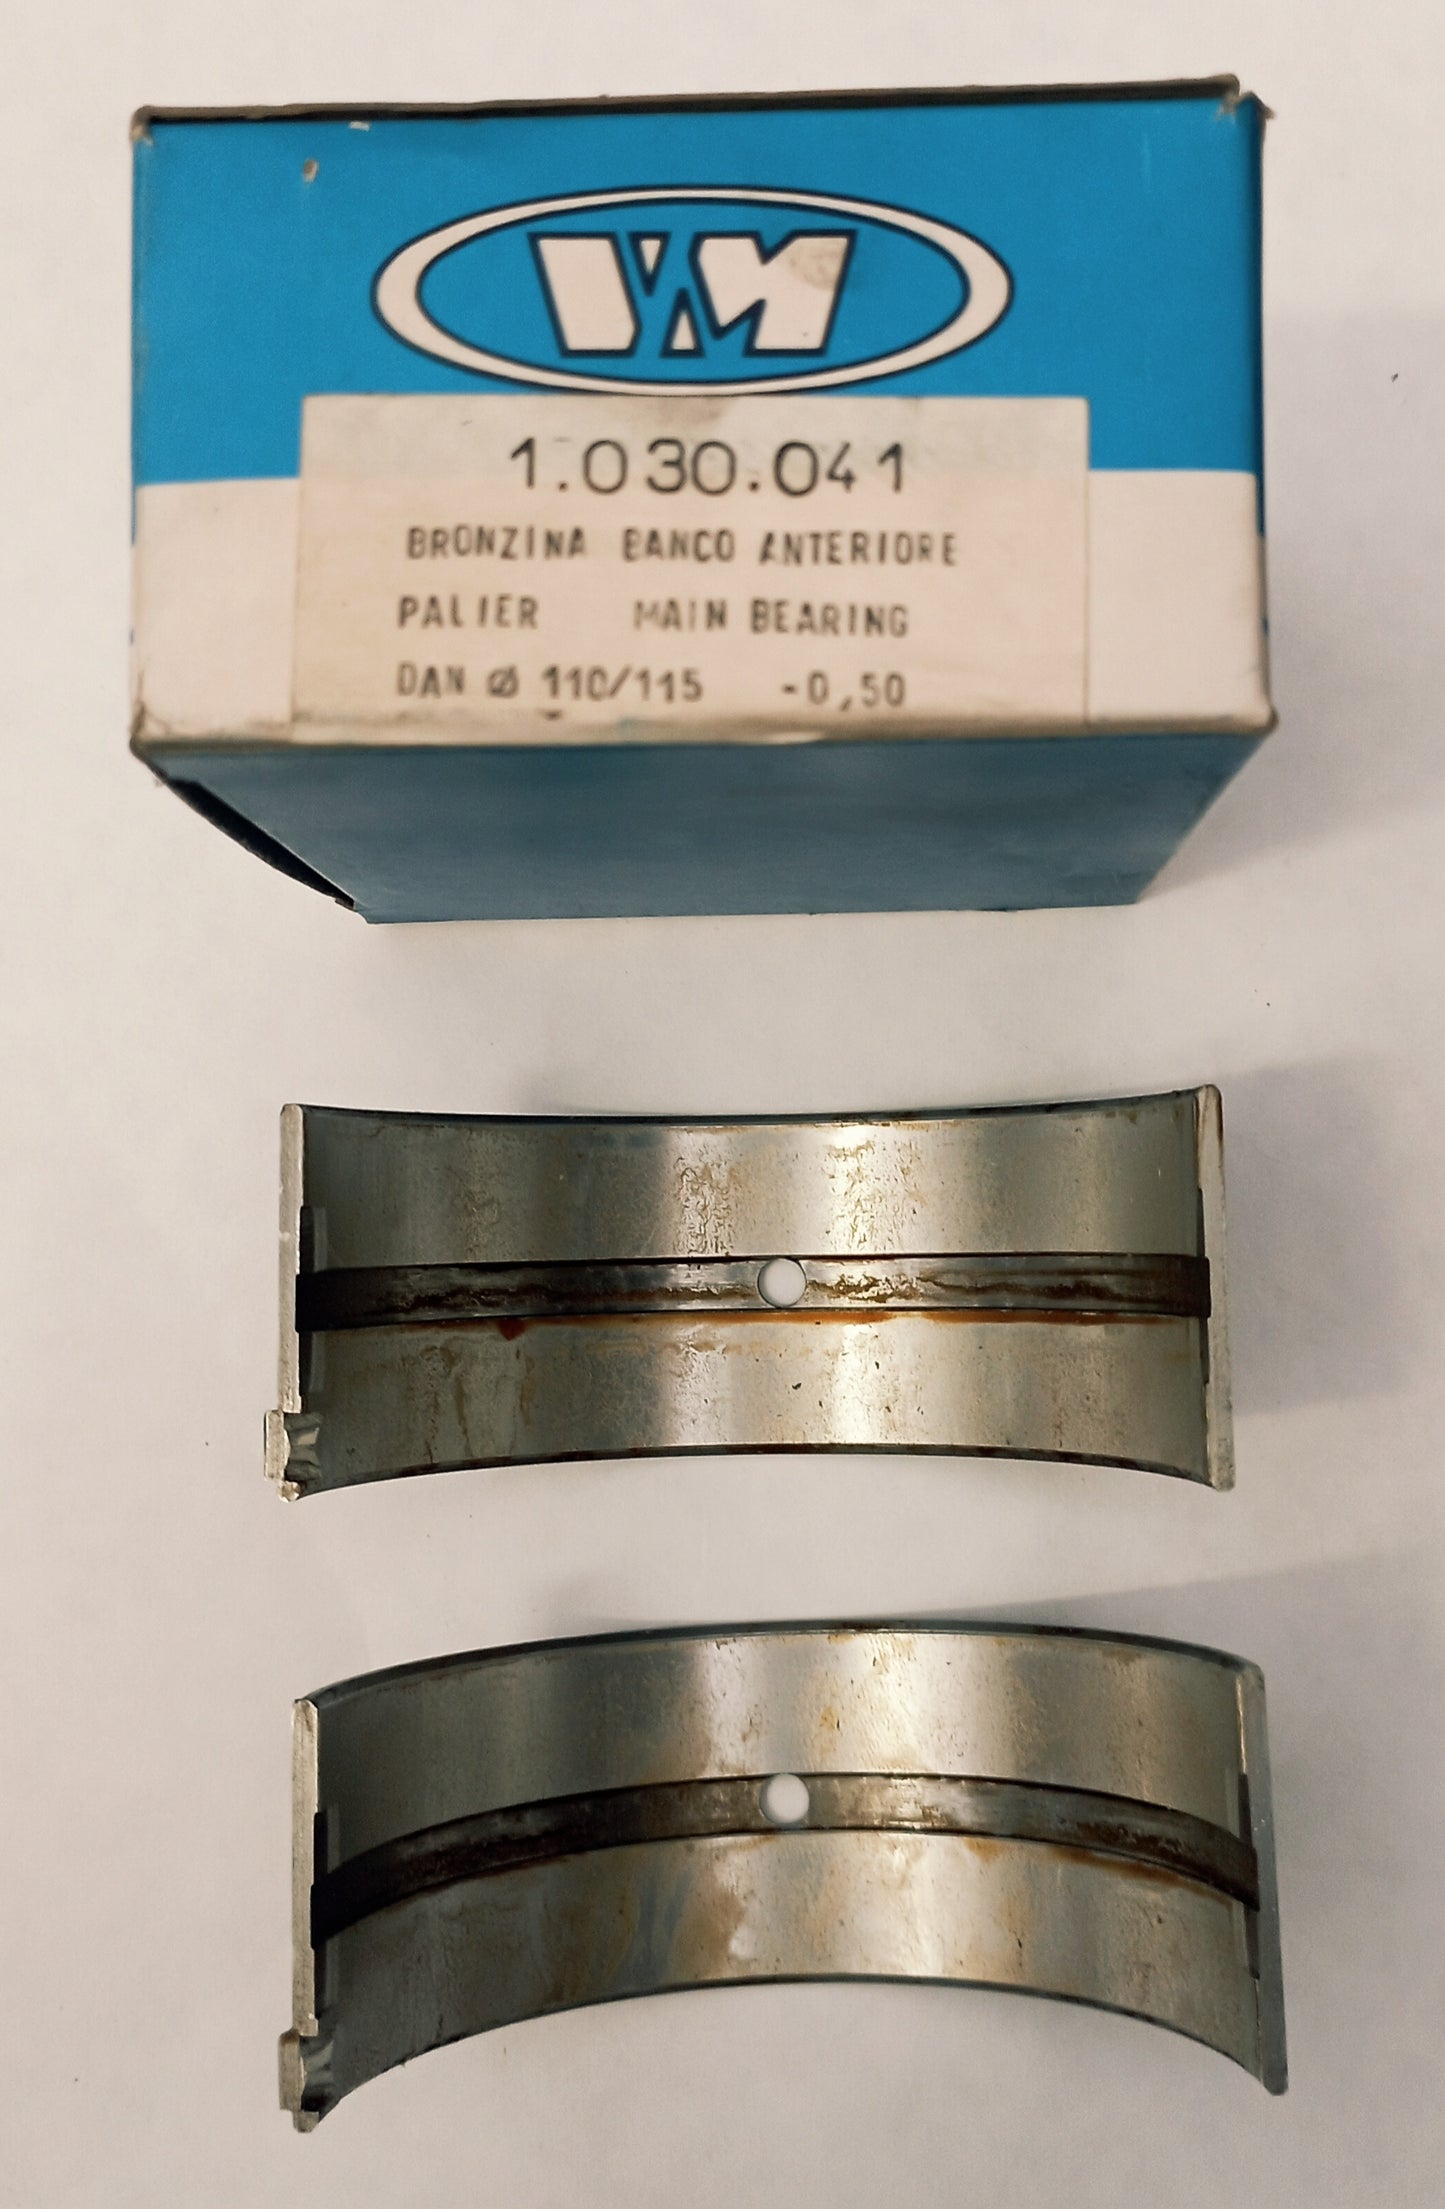 VM
1.030.041
BRONZINA BANCO ANTERIORE
PALIER MAIN BEARING
DAN Ø 110/115 -0,50